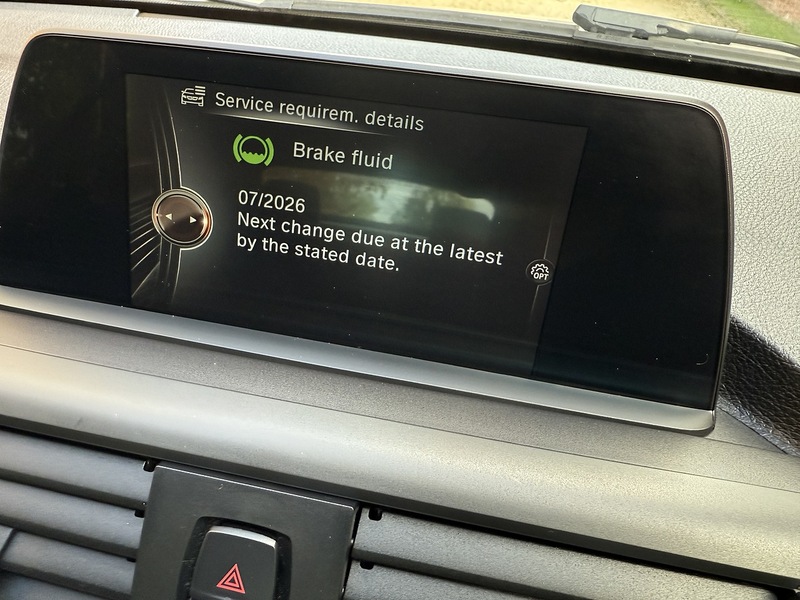 Service requirem. details
Brake fluid
07/2026
Next change due at the latest
by the stated date.
OPT